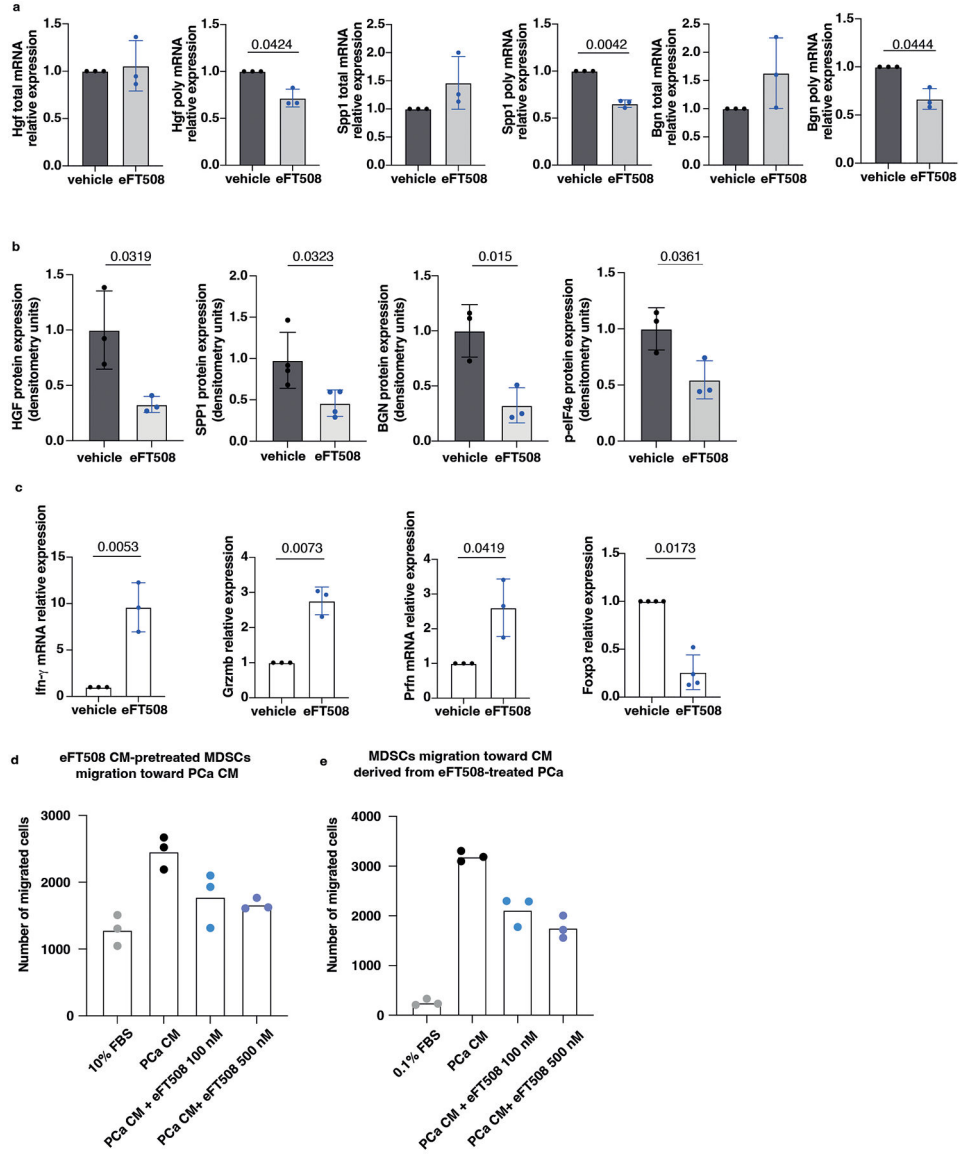 a
Hgf total mRNA
relative expression
1.5
1.0
0.5
0.0
vehicle eFT508
Hgf poly mRNA
relative expression
0.0424
1.5
1.0
0.5
0.0
vehicle eFT508
Spp1 total mRNA
relative expression
2.5
2.0
1.5
1.0
0.5
0.0
vehicle eFT508
Spp1 poly mRNA
relative expression
0.0042
1.5
1.0
0.5
0.0
vehicle eFT508
Bgn total mRNA
relative expression
2.5
2.0
1.5
1.0
0.5
0.0
vehicle eFT508
Bgn poly mRNA
relative expression
0.0444
1.5
1.0
0.5
0.0
vehicle eFT508
b
HGF protein expression
(densitometry units)
0.0319
1.5
1.0
0.5
0.0
vehicle eFT508
SPP1 protein expression
(densitometry units)
0.0323
2.0
1.5
1.0
0.5
0.0
vehicle eFT508
BGN protein expression
(densitometry units)
0.015
1.5
1.0
0.5
0.0
vehicle eFT508
p-eIF4e protein expression
(densitometry units)
0.0361
1.5
1.0
0.5
0.0
vehicle eFT508
c
Ifn-γ mRNA relative expression
0.0053
15
10
5
0
vehicle eFT508
Grzmb relative expression
0.0073
4
3
2
1
0
vehicle eFT508
Prfn mRNA relative expression
0.0419
4
3
2
1
0
vehicle eFT508
Foxp3 relative expression
0.0173
1.5
1.0
0.5
0.0
vehicle eFT508
d
eFT508 CM-pretreated MDSCs
migration toward PCa CM
Number of migrated cells
3000
2000
1000
0
10% FBS
PCa CM
PCa CM + eFT508 100 nM
PCa CM+ eFT508 500 nM
e
MDSCs migration toward CM
derived from eFT508-treated PCa
Number of migrated cells
4000
3000
2000
1000
0
0.1% FBS
PCa CM
PCa CM + eFT508 100 nM
PCa CM+ eFT508 500 nM